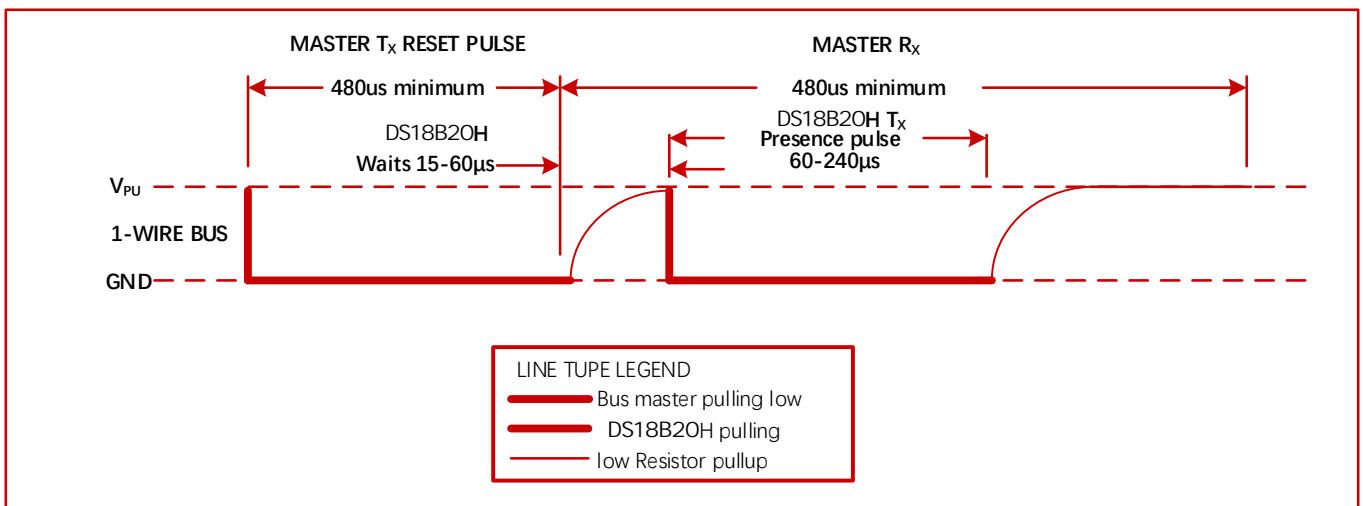 MASTER TX RESET PULSE
MASTER RX
480us minimum
480us minimum
DS18B20H
Waits 15-60μs
DS18B20H TX
Presence pulse
60-240μs
VPU
1-WIRE BUS
GND
LINE TUPE LEGEND
Bus master pulling low
DS18B20H pulling
low Resistor pullup